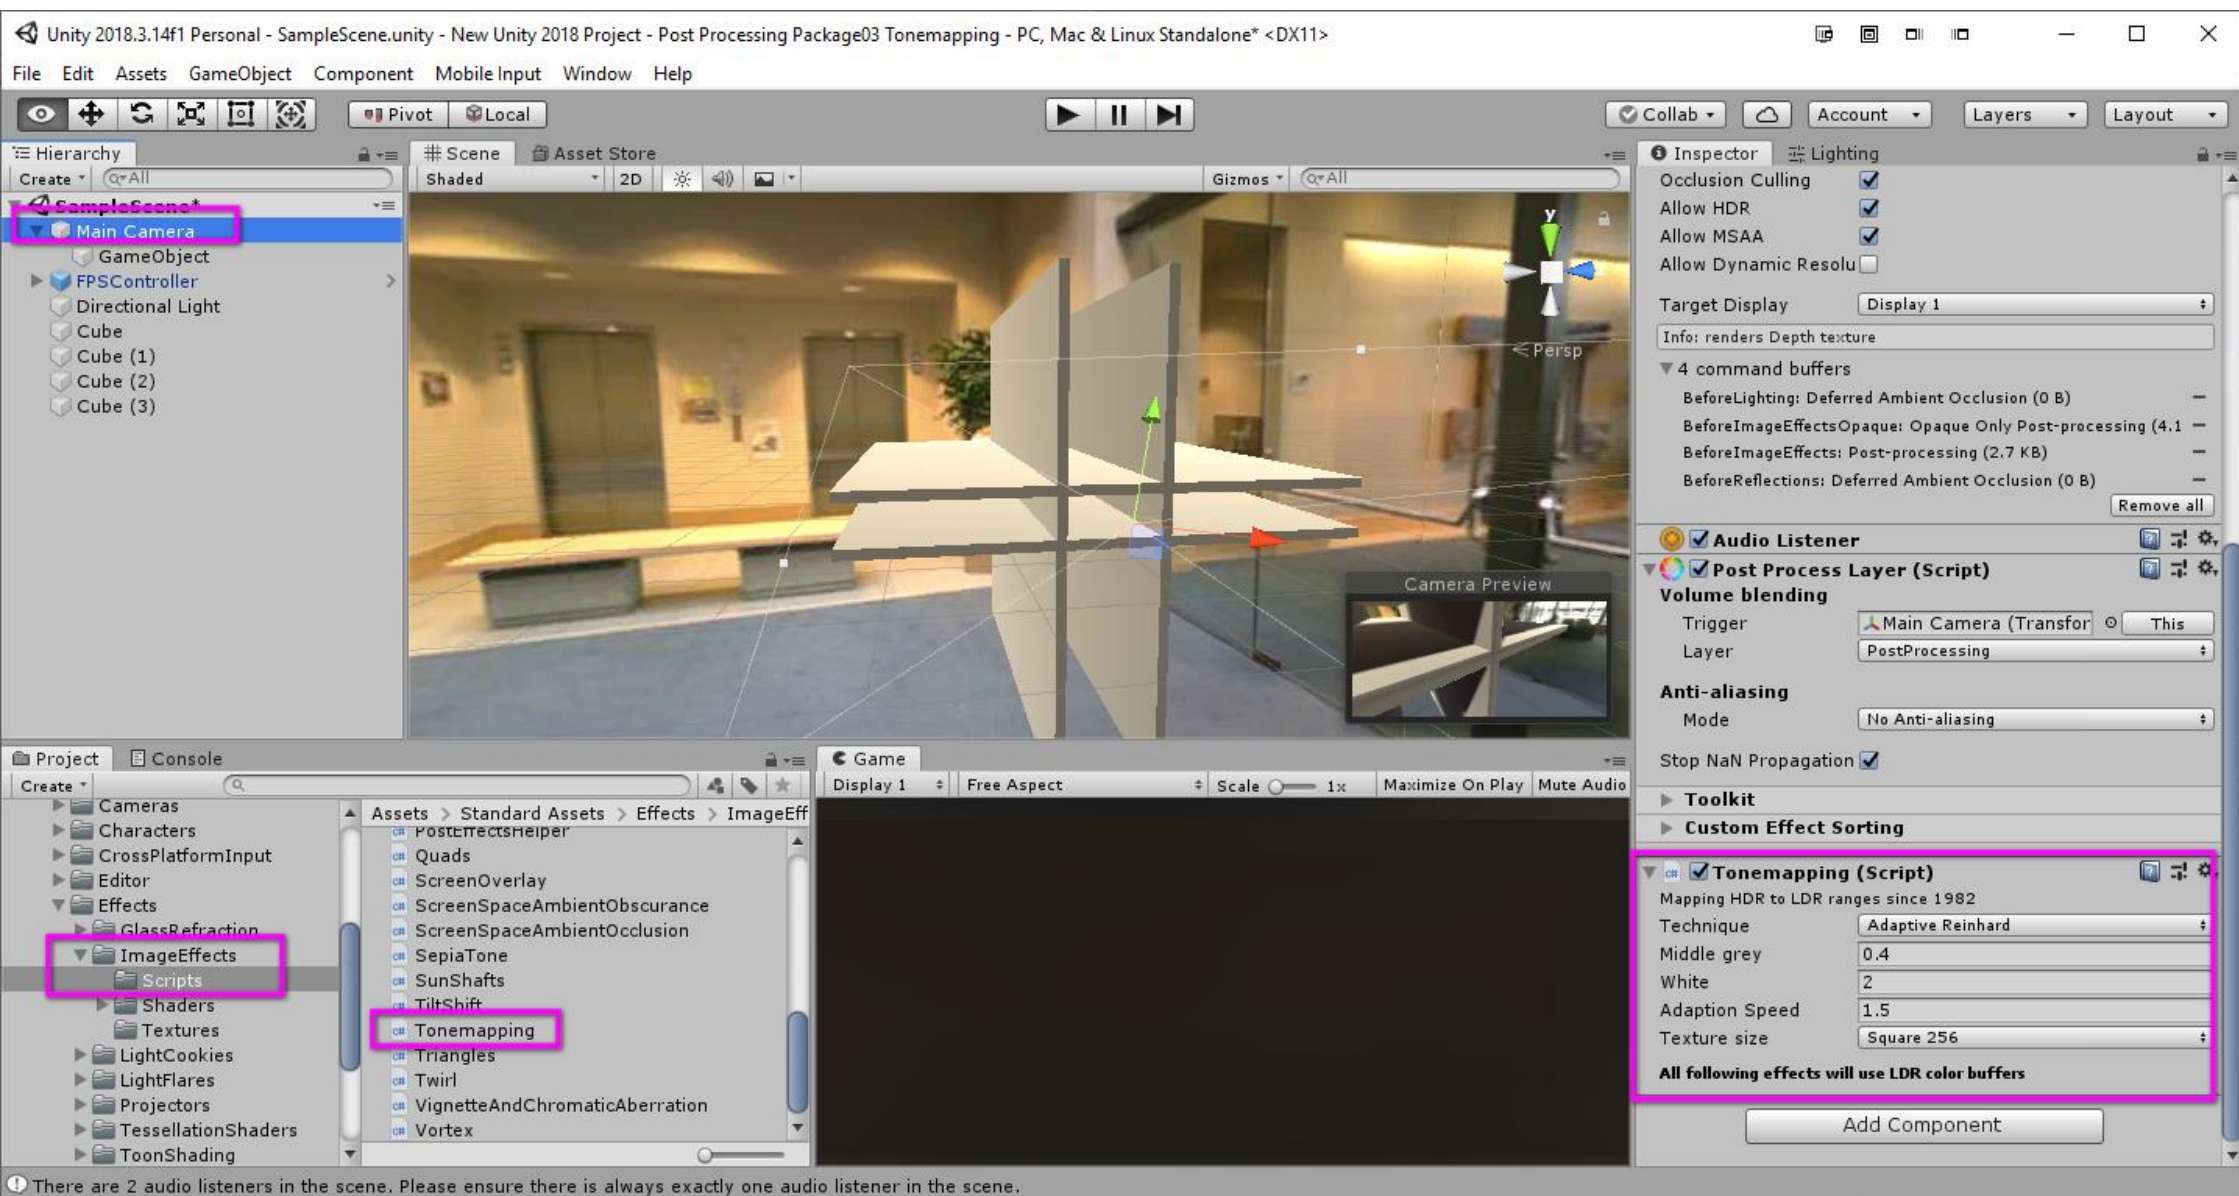 Unity 2018.3.14f1 Personal - SampleScene.unity - New Unity 2018 Project - Post Processing Package03 Tonemapping - PC, Mac & Linux Standalone* <DX11>
File Edit Assets GameObject Component Mobile Input Window Help
Pivot Local
Collab Account Layers Layout
Hierarchy
Create All
SampleScene*
Main Camera
GameObject
FPSController
Directional Light
Cube
Cube (1)
Cube (2)
Cube (3)
Scene Asset Store
Shaded 2D Gizmos All
y
Persp
Camera Preview
Inspector Lighting
Occlusion Culling
Allow HDR
Allow MSAA
Allow Dynamic Resolu
Target Display Display 1
Info: renders Depth texture
4 command buffers
BeforeLighting: Deferred Ambient Occlusion (0 B)
BeforeImageEffectsOpaque: Opaque Only Post-processing (4.1
BeforeImageEffects: Post-processing (2.7 KB)
BeforeReflections: Deferred Ambient Occlusion (0 B)
Remove all
Audio Listener
Post Process Layer (Script)
Volume blending
Trigger Main Camera (Transfor This
Layer PostProcessing
Anti-aliasing
Mode No Anti-aliasing
Stop NaN Propagation
Toolkit
Custom Effect Sorting
Tonemapping (Script)
Mapping HDR to LDR ranges since 1982
Technique Adaptive Reinhard
Middle grey 0.4
White 2
Adaption Speed 1.5
Texture size Square 256
All following effects will use LDR color buffers
Add Component
Project Console
Create
Cameras
Characters
CrossPlatformInput
Editor
Effects
GlassRefraction
ImageEffects
Scripts
Shaders
Textures
LightCookies
LightFlares
Projectors
TessellationShaders
ToonShading
Assets > Standard Assets > Effects > ImageEff
PostEffectsHelper
Quads
ScreenOverlay
ScreenSpaceAmbientObscurance
ScreenSpaceAmbientOcclusion
SepiaTone
SunShafts
TiltShift
Tonemapping
Triangles
Twirl
VignetteAndChromaticAberration
Vortex
Game
Display 1 Free Aspect Scale 1x Maximize On Play Mute Audio
There are 2 audio listeners in the scene. Please ensure there is always exactly one audio listener in the scene.